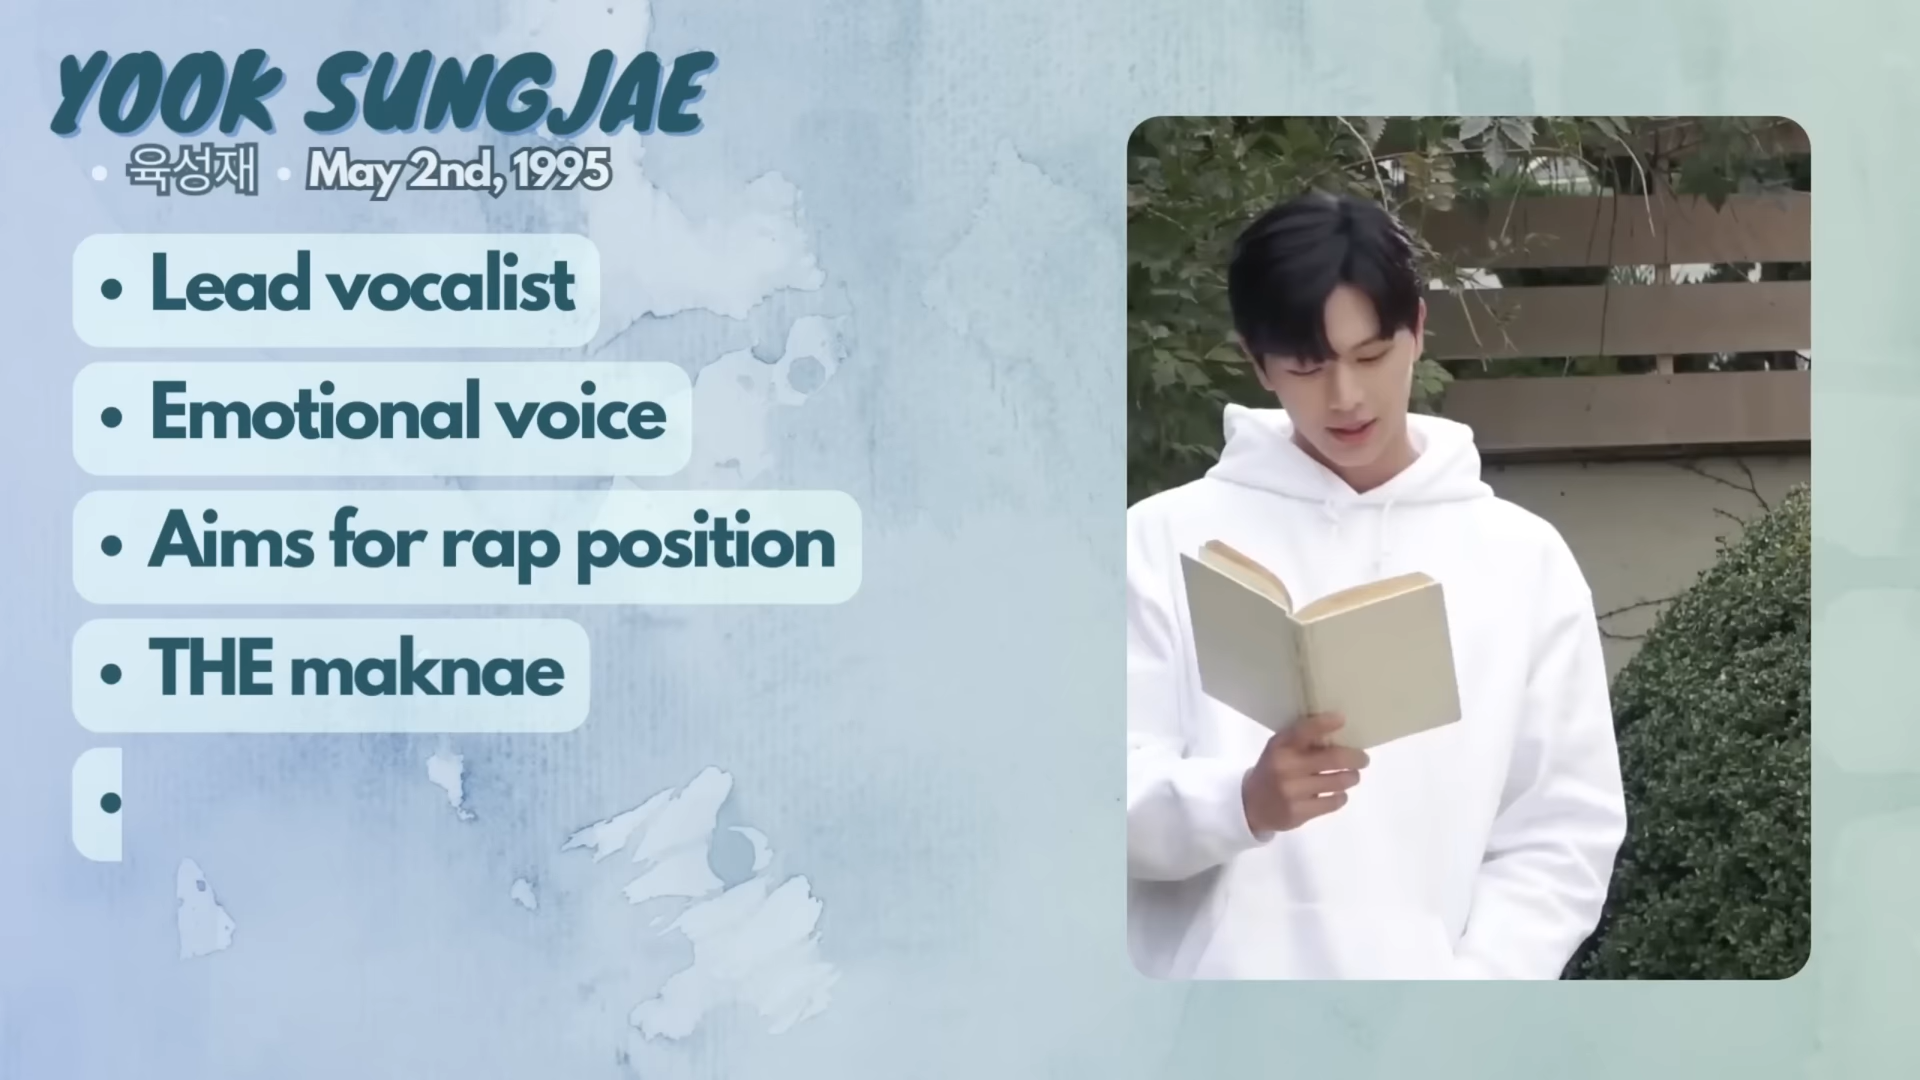 YOOK SUNGJAE
• 육성재 • May 2nd, 1995
• Lead vocalist
• Emotional voice
• Aims for rap position
• THE maknae
•